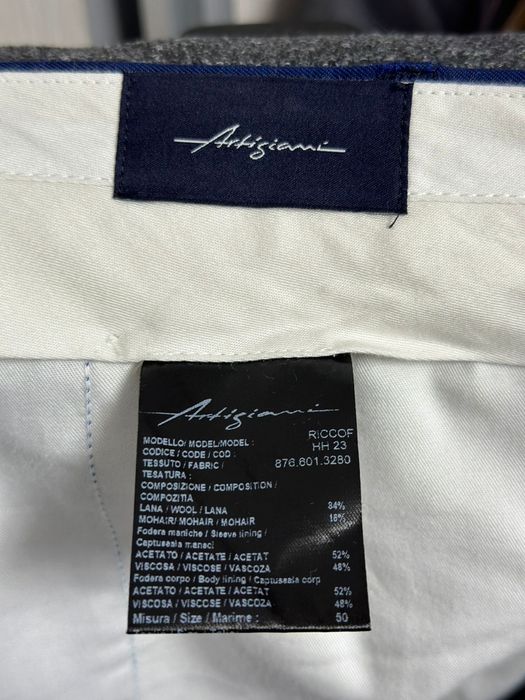 Artigiani
Artigiani
MODELLO/ MODEL/MODEL : RICCOF
CODICE / CODE / COD : HH 23
TESSUTO / FABRIC / 876.601.3280
TESATURA :
COMPOSIZIONE / COMPOSITION /
COMPOZITIA
LANA / WOOL / LANA 84%
MOHAIR/ MOHAIR / MOHAIR 16%
Fodera maniche / Sleeve lining /
Captuseala maneci
ACETATO / ACETATE / ACETAT 52%
VISCOSA / VISCOSE / VASCOZA 48%
Fodera corpo / Body lining / Captuseala corp
ACETATO / ACETATE / ACETAT 52%
VISCOSA / VISCOSE / VASCOZA 48%
Misura / Size / Marime : 50